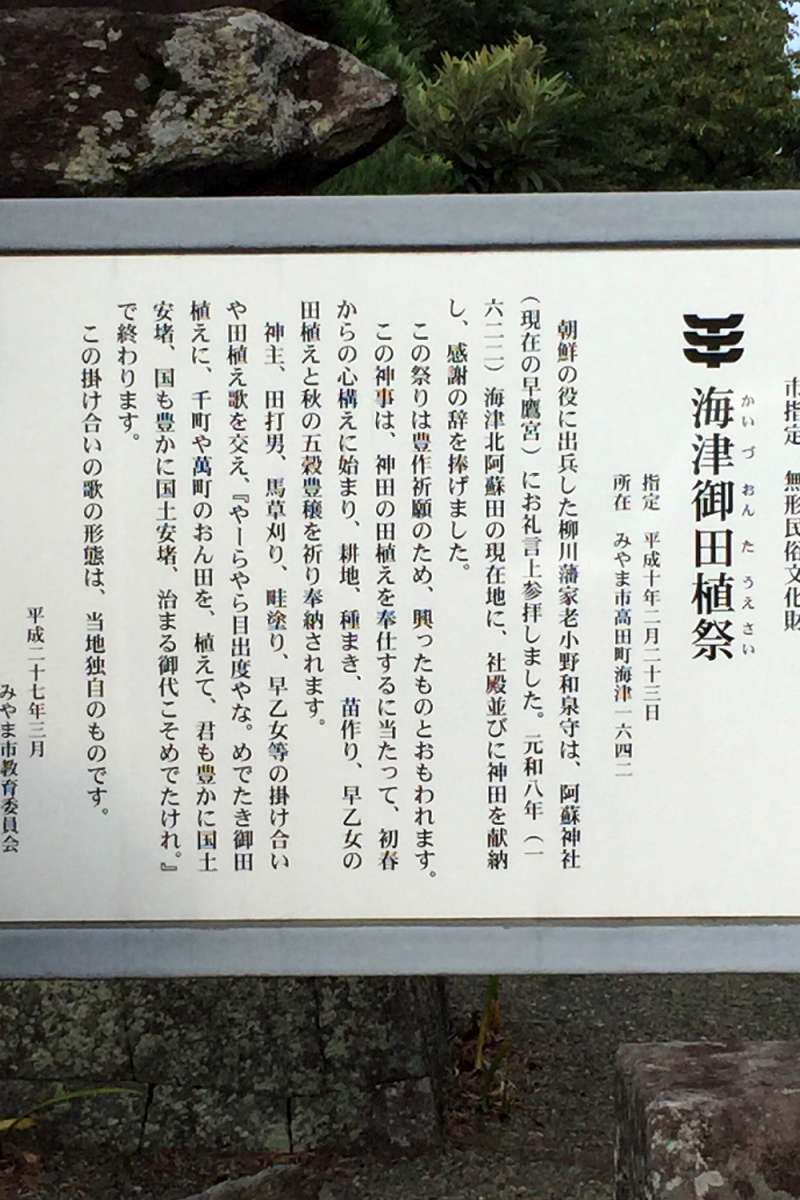 市指定 無形民俗文化財
海津御田植祭
かいづおんたうえさい
指定 平成十年二月二十三日
所在 みやま市高田町海津一六四二
朝鮮の役に出兵した柳川藩家老小野和泉守は、阿蘇神社
(現在の早鷹宮)にお礼言上参拝しました。元和八年(一
六二二)海津北阿蘇田の現在地に、社殿並びに神田を献納
し、感謝の辞を捧げました。
この祭りは豊作祈願のため、興ったものとおもわれます。
この神事は、神田の田植えを奉仕するに当たって、初春
からの心構えに始まり、耕地、種まき、苗作り、早乙女の
田植えと秋の五穀豊穣を祈り奉納されます。
神主、田打男、馬草刈り、畦塗り、早乙女等の掛け合い
や田植え歌を交え、『やーらやら目出度やな。めでたき御田
植えに、千町や萬町のおん田を、植えて、君も豊かに国土
安堵、国も豊かに国土安堵、治まる御代こそめでたけれ。』
で終わります。
この掛け合いの歌の形態は、当地独自のものです。
平成二十七年三月
みやま市教育委員会